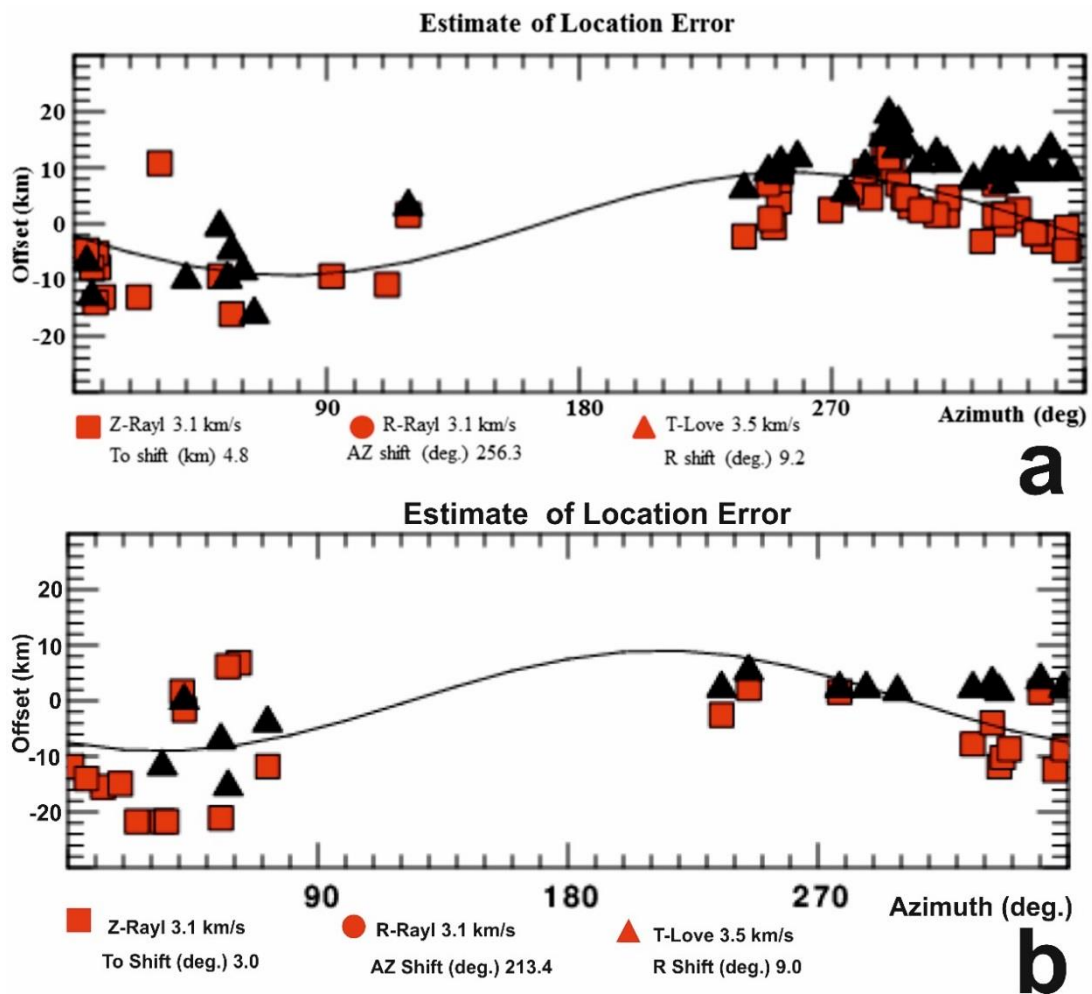 Estimate of Location Error
Offset (km)
20
10
0
-10
-20
90 180 270 Azimuth (deg)
Z-Rayl 3.1 km/s R-Rayl 3.1 km/s T-Love 3.5 km/s
To shift (km) 4.8 AZ shift (deg.) 256.3 R shift (deg.) 9.2
a
Estimate of Location Error
Offset (km)
20
10
0
-10
-20
90 180 270 Azimuth (deg.)
Z-Rayl 3.1 km/s R-Rayl 3.1 km/s T-Love 3.5 km/s
To Shift (deg.) 3.0 AZ Shift (deg.) 213.4 R Shift (deg.) 9.0
b